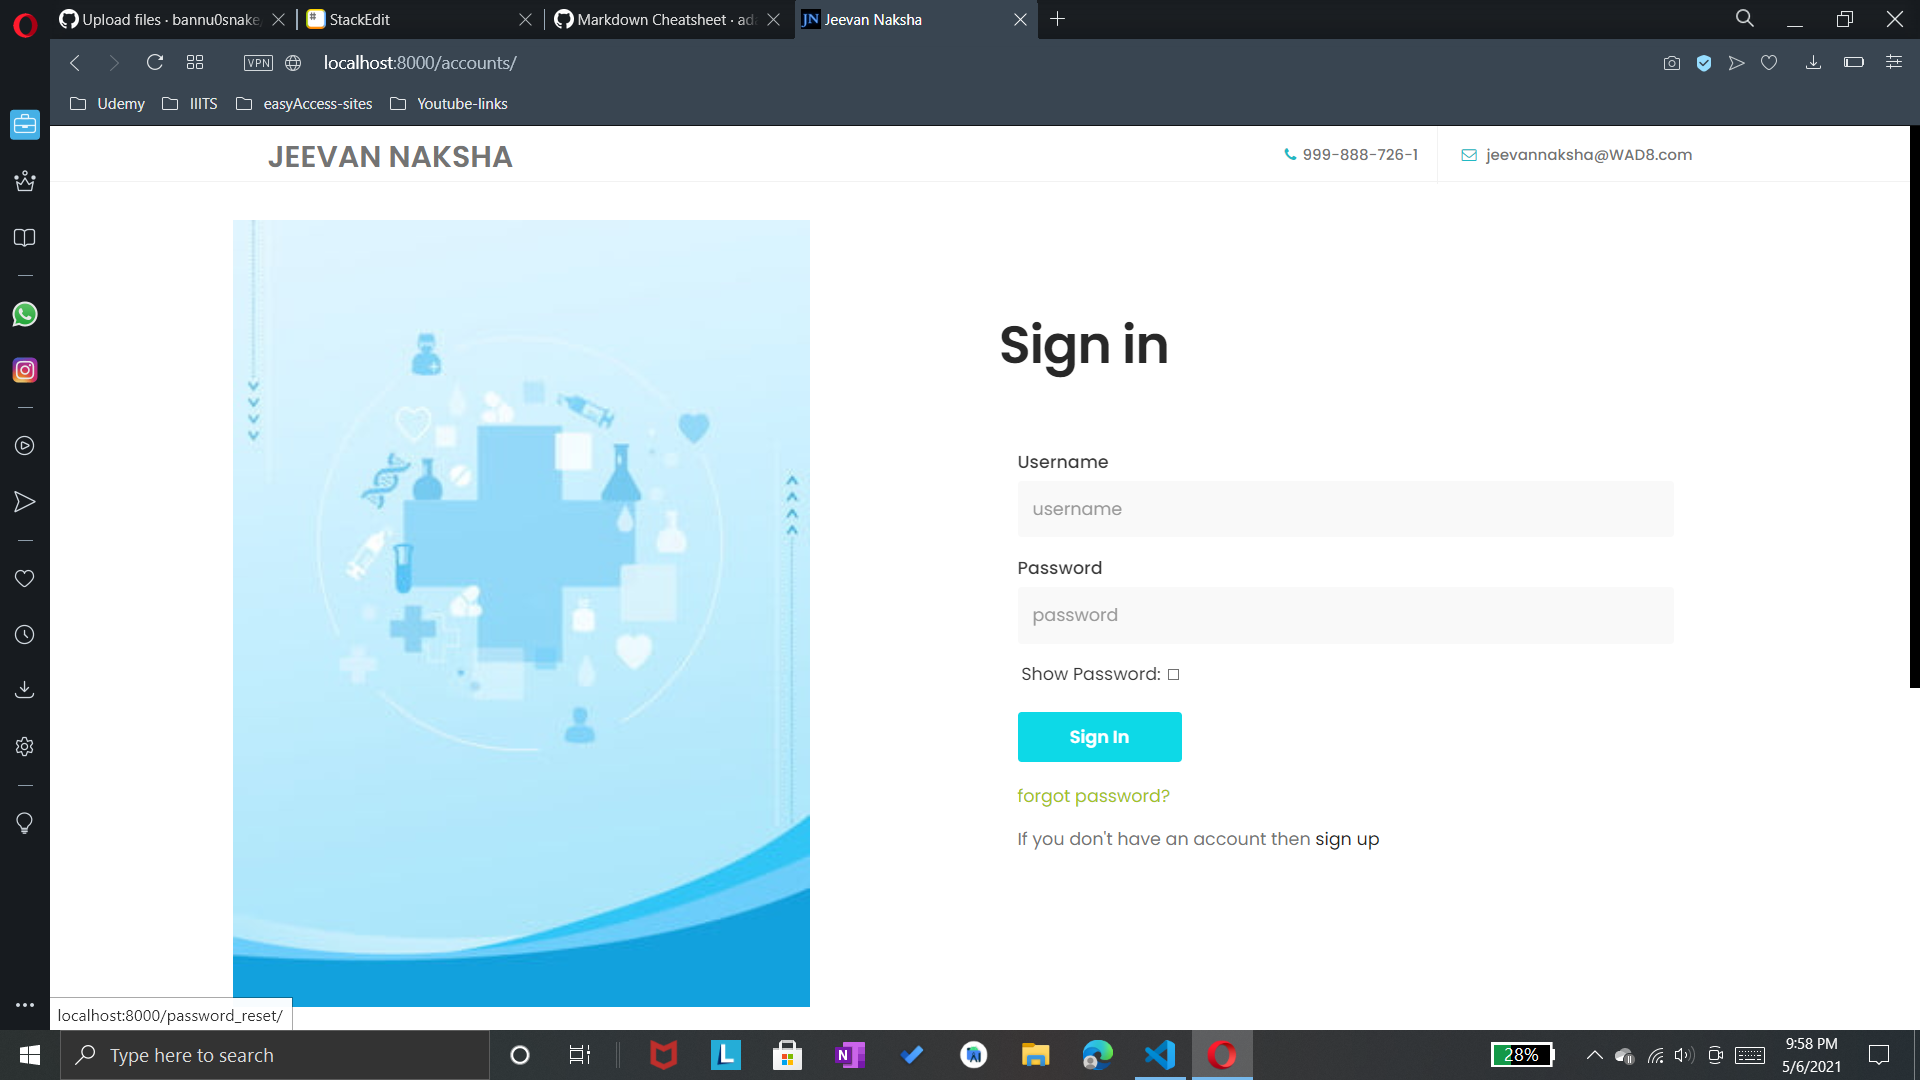 Upload files · bannu0snake
StackEdit
Markdown Cheatsheet · ada
JN Jeevan Naksha
VPN
localhost:8000/accounts/
Udemy
IIITS
easyAccess-sites
Youtube-links
JEEVAN NAKSHA
999-888-726-1
jeevannaksha@WAD8.com
Sign in
Username
username
Password
password
Show Password:
Sign In
forgot password?
If you don't have an account then sign up
localhost:8000/password_reset/
Type here to search
28%
9:58 PM
5/6/2021